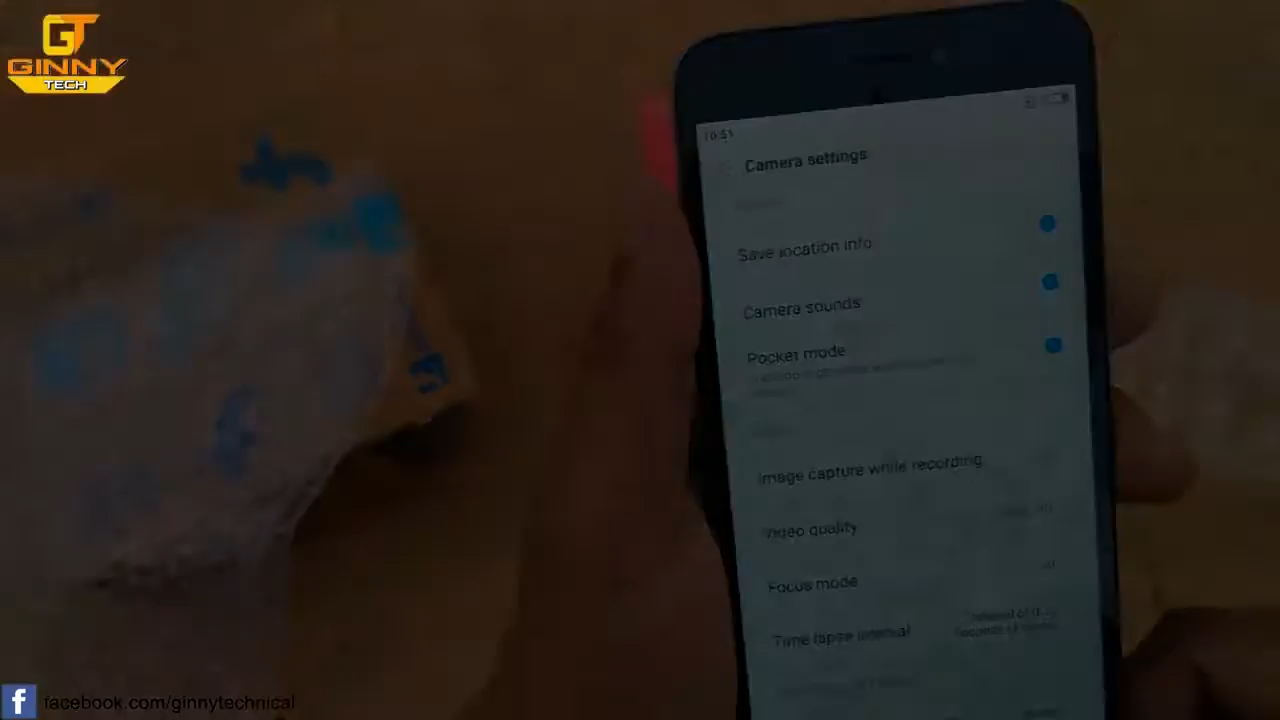 GT
GINNY
TECH
10:51
Camera settings
Save location info
Camera sounds
Pocket mode
Image capture while recording
Video quality
Focus mode
Time lapse interval
facebook.com/ginnytechnical